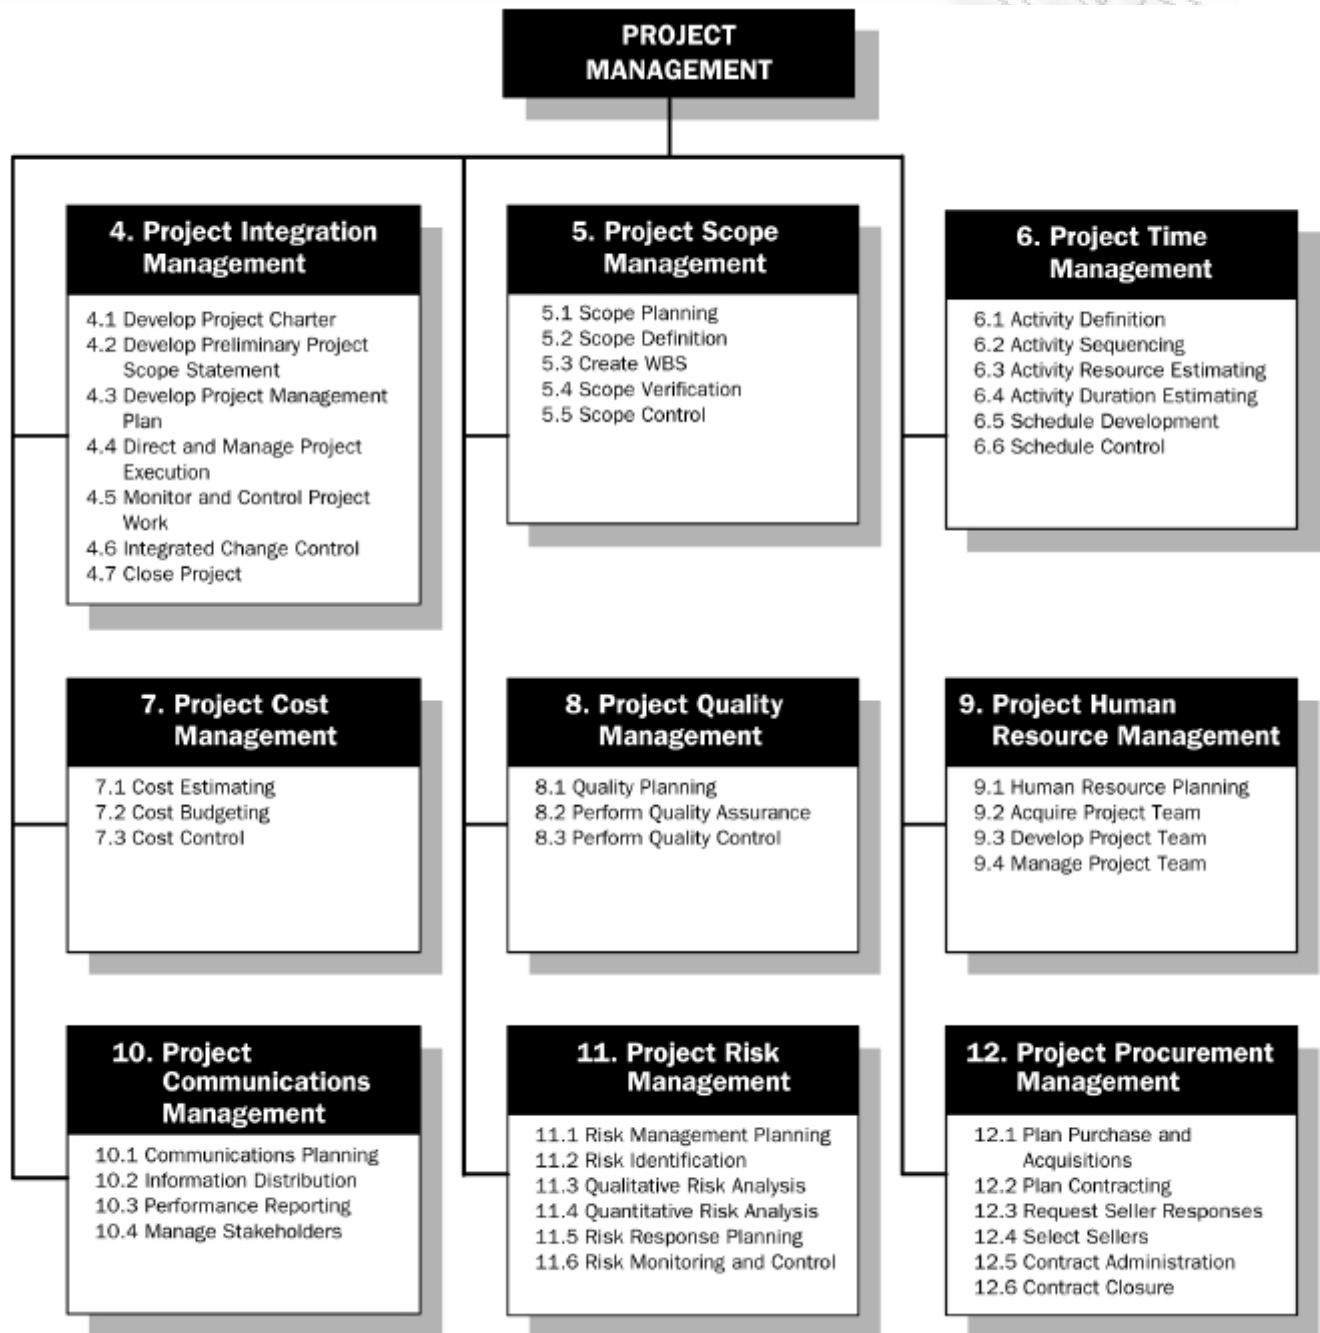 PROJECT
MANAGEMENT
4. Project Integration
Management
4.1 Develop Project Charter
4.2 Develop Preliminary Project
Scope Statement
4.3 Develop Project Management
Plan
4.4 Direct and Manage Project
Execution
4.5 Monitor and Control Project
Work
4.6 Integrated Change Control
4.7 Close Project
5. Project Scope
Management
5.1 Scope Planning
5.2 Scope Definition
5.3 Create WBS
5.4 Scope Verification
5.5 Scope Control
6. Project Time
Management
6.1 Activity Definition
6.2 Activity Sequencing
6.3 Activity Resource Estimating
6.4 Activity Duration Estimating
6.5 Schedule Development
6.6 Schedule Control
7. Project Cost
Management
7.1 Cost Estimating
7.2 Cost Budgeting
7.3 Cost Control
8. Project Quality
Management
8.1 Quality Planning
8.2 Perform Quality Assurance
8.3 Perform Quality Control
9. Project Human
Resource Management
9.1 Human Resource Planning
9.2 Acquire Project Team
9.3 Develop Project Team
9.4 Manage Project Team
10. Project
Communications
Management
10.1 Communications Planning
10.2 Information Distribution
10.3 Performance Reporting
10.4 Manage Stakeholders
11. Project Risk
Management
11.1 Risk Management Planning
11.2 Risk Identification
11.3 Qualitative Risk Analysis
11.4 Quantitative Risk Analysis
11.5 Risk Response Planning
11.6 Risk Monitoring and Control
12. Project Procurement
Management
12.1 Plan Purchase and
Acquisitions
12.2 Plan Contracting
12.3 Request Seller Responses
12.4 Select Sellers
12.5 Contract Administration
12.6 Contract Closure